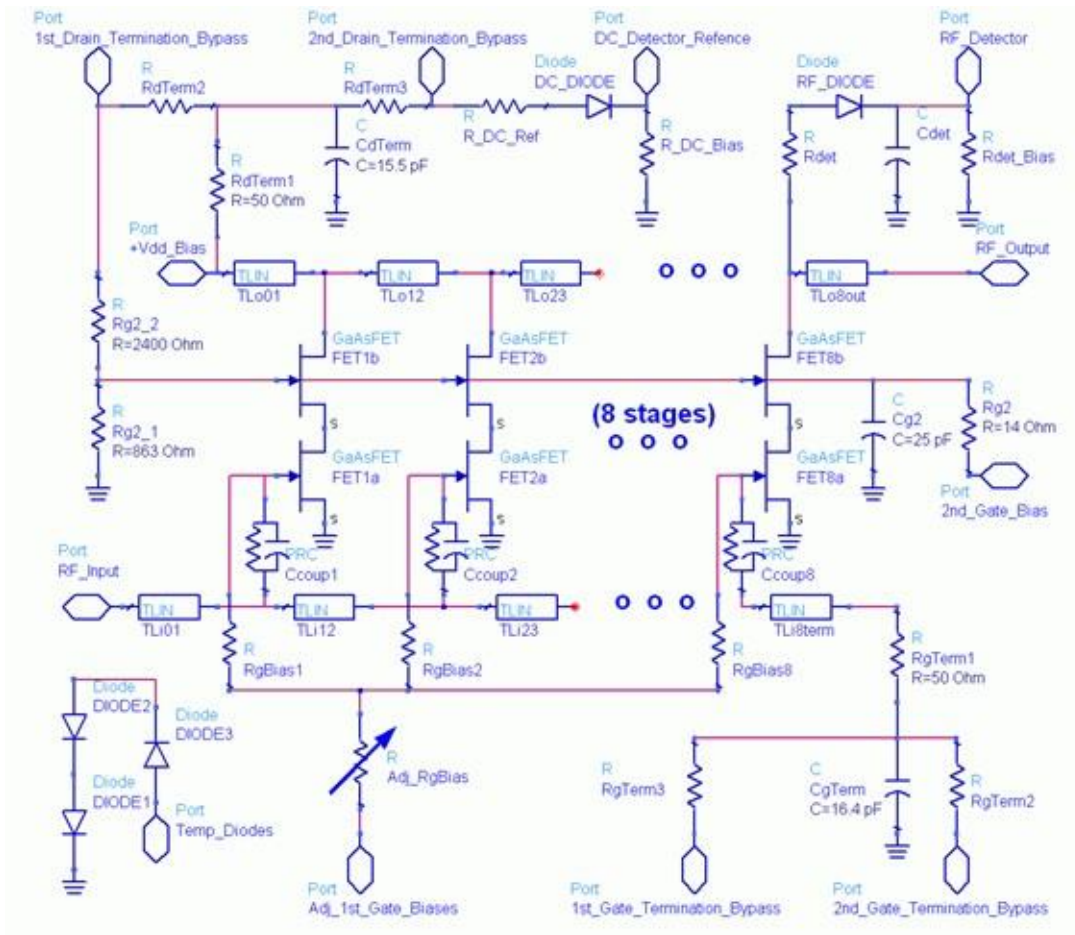 Port
1st_Drain_Termination_Bypass
R
RdTerm2
Port
2nd_Drain_Termination_Bypass
R
RdTerm3
R
R_DC_Ref
Diode
DC_DIODE
Port
DC_Detector_Refence
Diode
RF_DIODE
Port
RF_Detector
C
CdTerm
C=15.5 pF
R
R_DC_Bias
R
Rdet
C
Cdet
R
Rdet_Bias
R
RdTerm1
R=50 Ohm
Port
+Vdd_Bias
TLIN
TLo01
TLIN
TLo12
TLIN
TLo23
o o o
TLIN
TLo8out
Port
RF_Output
R
Rg2_2
R=2400 Ohm
GaAsFET
FET1b
GaAsFET
FET2b
GaAsFET
FET8b
R
Rg2_1
R=863 Ohm
S
S
S
(8 stages)
o o o
C
Cg2
C=25 pF
R
Rg2
R=14 Ohm
Port
2nd_Gate_Bias
GaAsFET
FET1a
GaAsFET
FET2a
GaAsFET
FET8a
S
S
S
PRC
Ccoup1
PRC
Ccoup2
PRC
Ccoup8
Port
RF_Input
TLIN
TLi01
TLIN
TLi12
TLIN
TLi23
o o o
TLIN
TLi8term
R
RgBias1
R
RgBias2
R
RgBias8
R
RgTerm1
R=50 Ohm
Diode
DIODE2
Diode
DIODE3
Diode
DIODE1
Port
Temp_Diodes
R
Adj_RgBias
Port
Adj_1st_Gate_Biases
R
RgTerm3
C
CgTerm
C=16.4 pF
R
RgTerm2
Port
1st_Gate_Termination_Bypass
Port
2nd_Gate_Termination_Bypass